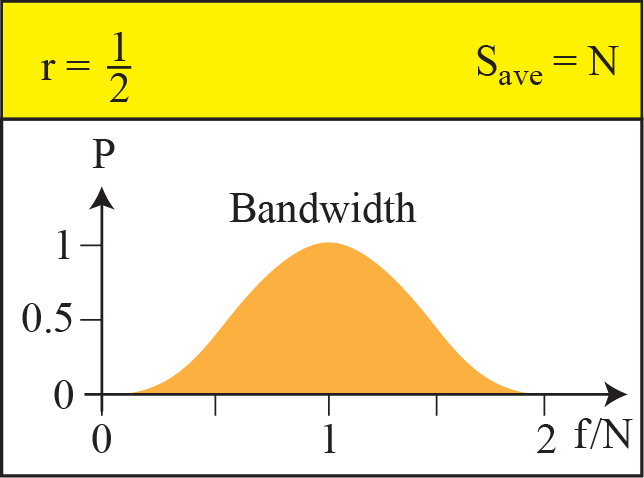 r = 1/2
S_ave = N
P
Bandwidth
1
0.5
0
0 1 2 f/N